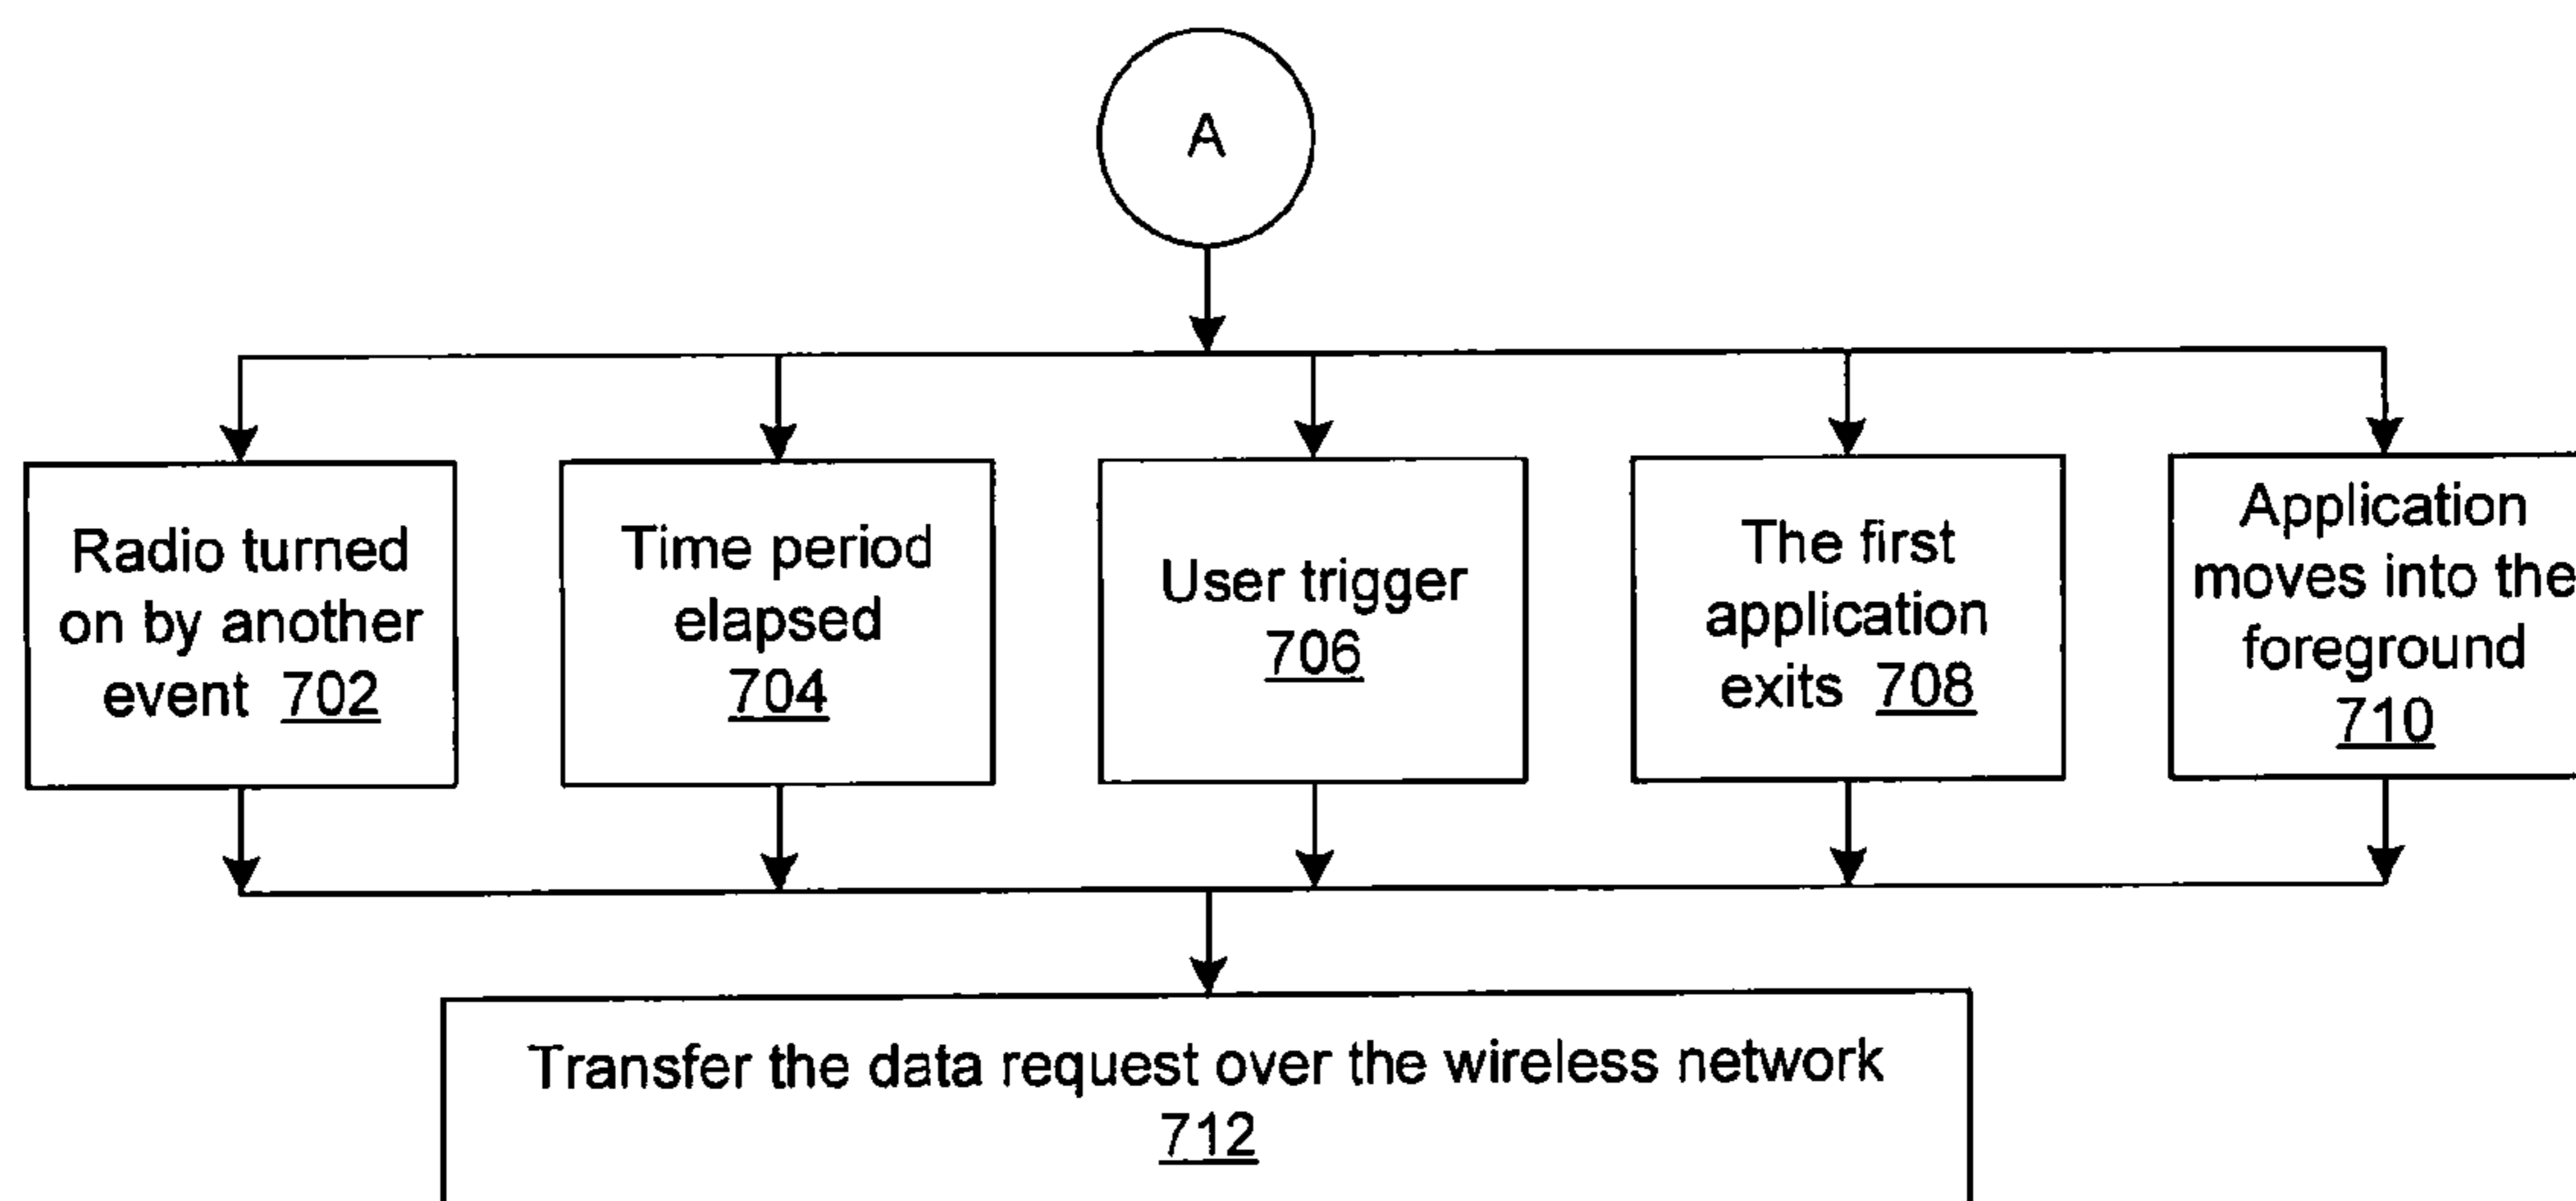 A
Radio turned
on by another
event 702
Time period
elapsed
704
User trigger
706
The first
application
exits 708
Application
moves into the
foreground
710
Transfer the data request over the wireless network
712